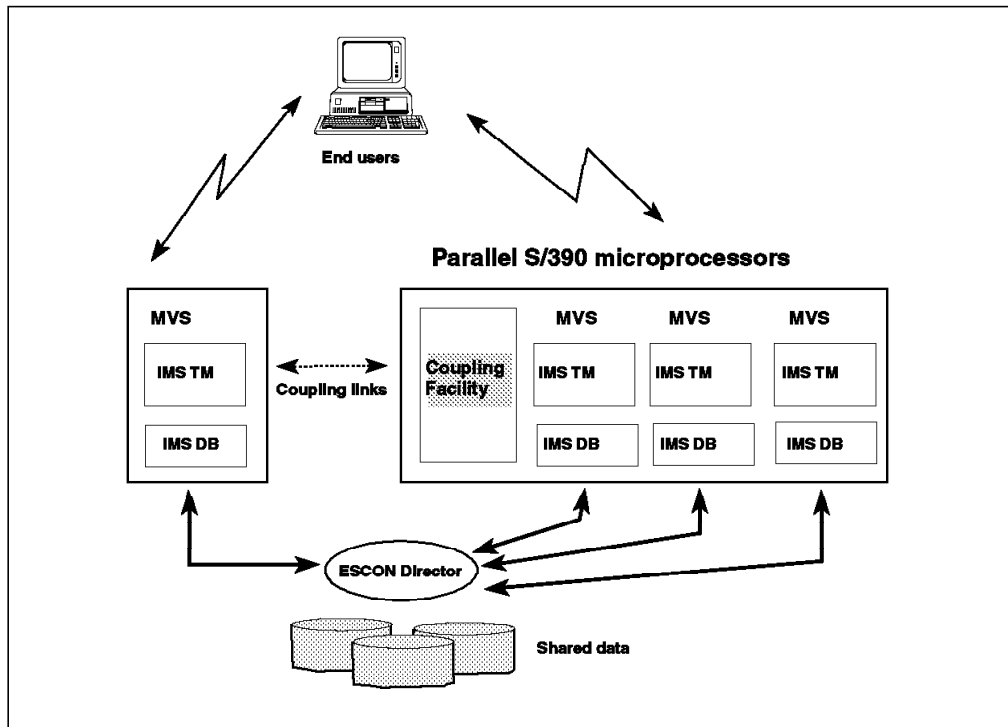 End users
Parallel S/390 microprocessors
MVS
IMS TM
IMS DB
Coupling links
Coupling
Facility
MVS
IMS TM
IMS DB
MVS
IMS TM
IMS DB
MVS
IMS TM
IMS DB
ESCON Director
Shared data